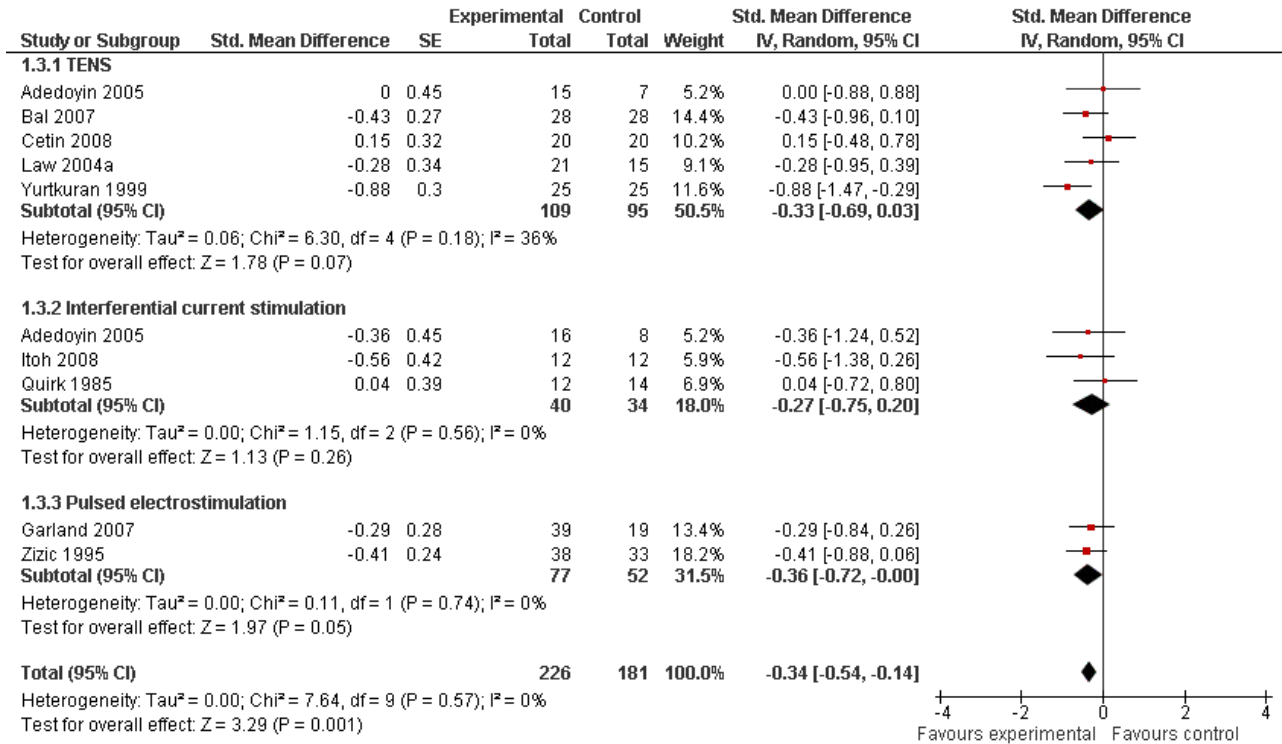 Experimental Control Std. Mean Difference Std. Mean Difference
Study or Subgroup Std. Mean Difference SE Total Total Weight IV, Random, 95% CI IV, Random, 95% CI
1.3.1 TENS
Adedoyin 2005 0 0.45 15 7 5.2% 0.00 [-0.88, 0.88]
Bal 2007 -0.43 0.27 28 28 14.4% -0.43 [-0.96, 0.10]
Cetin 2008 0.15 0.32 20 20 10.2% 0.15 [-0.48, 0.78]
Law 2004a -0.28 0.34 21 15 9.1% -0.28 [-0.95, 0.39]
Yurtkuran 1999 -0.88 0.3 25 25 11.6% -0.88 [-1.47, -0.29]
Subtotal (95% CI) 109 95 50.5% -0.33 [-0.69, 0.03]
Heterogeneity: Tau² = 0.06; Chi² = 6.30, df = 4 (P = 0.18); I² = 36%
Test for overall effect: Z = 1.78 (P = 0.07)
1.3.2 Interferential current stimulation
Adedoyin 2005 -0.36 0.45 16 8 5.2% -0.36 [-1.24, 0.52]
Itoh 2008 -0.56 0.42 12 12 5.9% -0.56 [-1.38, 0.26]
Quirk 1985 0.04 0.39 12 14 6.9% 0.04 [-0.72, 0.80]
Subtotal (95% CI) 40 34 18.0% -0.27 [-0.75, 0.20]
Heterogeneity: Tau² = 0.00; Chi² = 1.15, df = 2 (P = 0.56); I² = 0%
Test for overall effect: Z = 1.13 (P = 0.26)
1.3.3 Pulsed electrostimulation
Garland 2007 -0.29 0.28 39 19 13.4% -0.29 [-0.84, 0.26]
Zizic 1995 -0.41 0.24 38 33 18.2% -0.41 [-0.88, 0.06]
Subtotal (95% CI) 77 52 31.5% -0.36 [-0.72, -0.00]
Heterogeneity: Tau² = 0.00; Chi² = 0.11, df = 1 (P = 0.74); I² = 0%
Test for overall effect: Z = 1.97 (P = 0.05)
Total (95% CI) 226 181 100.0% -0.34 [-0.54, -0.14]
Heterogeneity: Tau² = 0.00; Chi² = 7.64, df = 9 (P = 0.57); I² = 0%
Test for overall effect: Z = 3.29 (P = 0.001)
-4 -2 0 2 4
Favours experimental Favours control